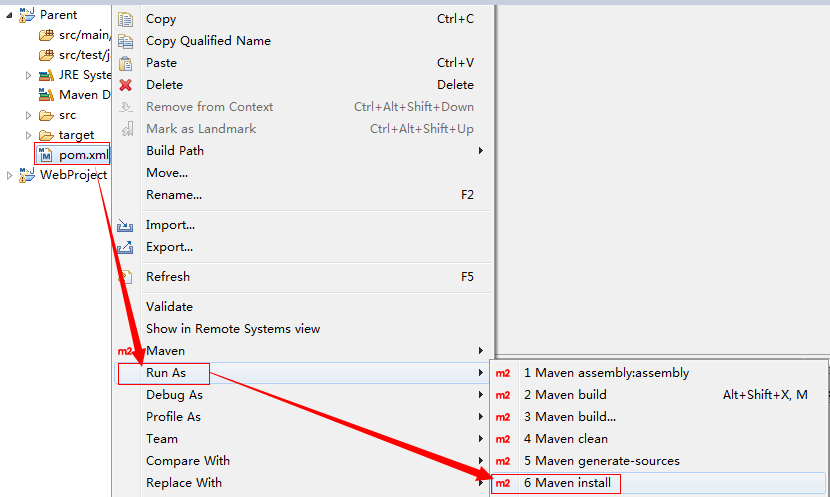 Parent
src/main/
src/test/j
JRE Syste
Maven D
src
target
pom.xml
WebProject
Copy Ctrl+C
Copy Qualified Name
Paste Ctrl+V
Delete Delete
Remove from Context Ctrl+Alt+Shift+Down
Mark as Landmark Ctrl+Alt+Shift+Up
Build Path
Move...
Rename... F2
Import...
Export...
Refresh F5
Validate
Show in Remote Systems view
m2 Maven
Run As
Debug As
Profile As
Team
Compare With
Replace With
m2 1 Maven assembly:assembly
m2 2 Maven build Alt+Shift+X, M
m2 3 Maven build...
m2 4 Maven clean
m2 5 Maven generate-sources
m2 6 Maven install